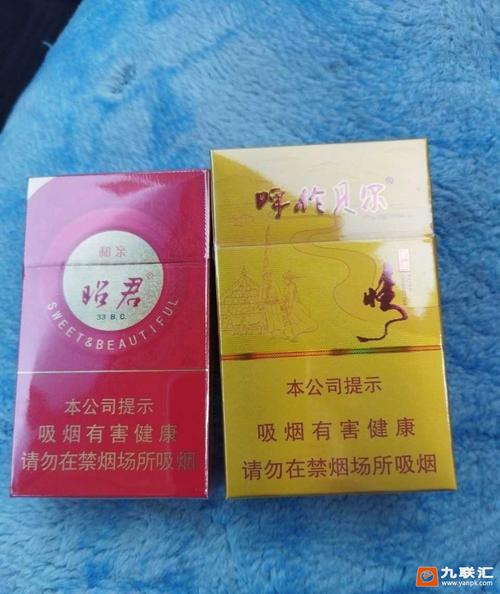 和亲
昭君
33 B.C.
SWEET&BEAUTIFUL
本公司提示
吸烟有害健康
请勿在禁烟场所吸烟
呼伦贝尔®
情
本公司提示
吸烟有害健康
请勿在禁烟场所吸烟
九联汇
www.yanpk.com